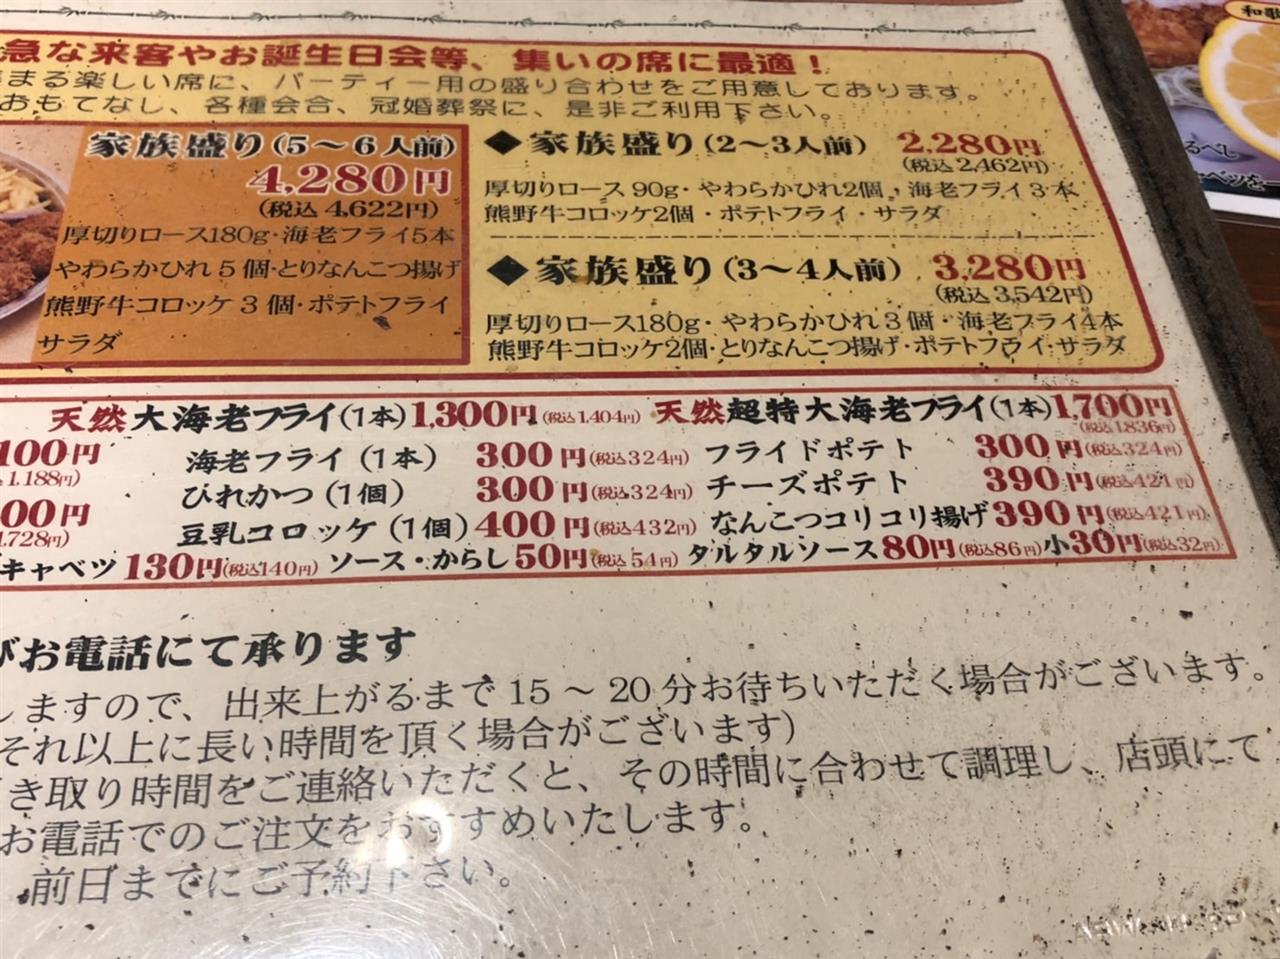 急な来客やお誕生日会等、集いの席に最適！
まる楽しい席に、パーティー用の盛り合わせをご用意しております。
おもてなし、各種会合、冠婚葬祭に、是非ご利用下さい。
家族盛り(5～6人前)
4,280円
(税込 4,622円)
厚切りロース180g・海老フライ5本
やわらかひれ5個・とりなんこつ揚げ
熊野牛コロッケ3個・ポテトフライ
サラダ
◆家族盛り(2～3人前) 2,280円
(税込 2,462円)
厚切りロース90g・やわらかひれ2個，海老フライ3本
熊野牛コロッケ2個・ポテトフライ・サラダ
◆家族盛り(3～4人前) 3,280円
(税込 3,542円)
厚切りロース180g・やわらかひれ3個・海老フライ4本
熊野牛コロッケ2個・とりなんこつ揚げ・ポテトフライ・サラダ
天然大海老フライ(1本)1,300円(税込1,404円) 天然超特大海老フライ(1本)1,700円
(税込1,836円)
100円 海老フライ(1本) 300円(税込324円) フライドポテト 300円(税込324円)
1,188円) ひれかつ(1個) 300円(税込324円) チーズポテト 390円(税込421円)
00円 豆乳コロッケ(1個)400円(税込432円) なんこつコリコリ揚げ390円(税込421円)
1,728円)
キャベツ130円(税込140円) ソース・からし50円(税込54円) タルタルソース80円(税込86円) 小30円(税込32円)
びお電話にて承ります
しますので、出来上がるまで15～20分お待ちいただく場合がございます。
それ以上に長い時間を頂く場合がございます)
き取り時間をご連絡いただくと、その時間に合わせて調理し、店頭にて
お電話でのご注文をおすすめいたします。
前日までにご予約下さい。